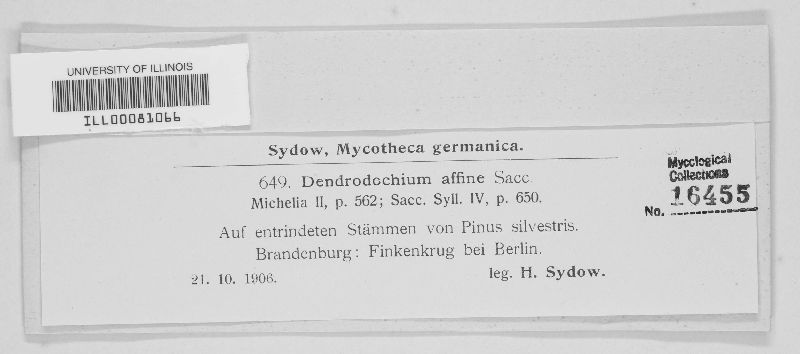 UNIVERSITY OF ILLINOIS
ILL00081066
Sydow, Mycotheca germanica.
649. Dendrodochium affine Sacc.
Michelia II, p. 562; Sacc. Syll. IV, p. 650.
Auf entrindeten Stämmen von Pinus silvestris.
Brandenburg: Finkenkrug bei Berlin.
21. 10. 1906. leg. H. Sydow.
Mycological
Collections
No. 16455